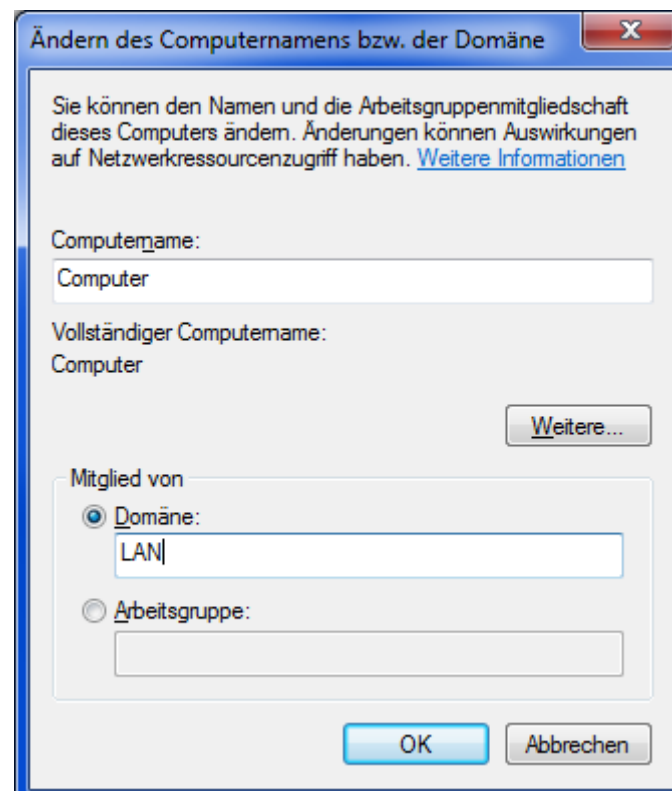 Ändern des Computernamens bzw. der Domäne
Sie können den Namen und die Arbeitsgruppenmitgliedschaft
dieses Computers ändern. Änderungen können Auswirkungen
auf Netzwerkressourcenzugriff haben. Weitere Informationen
Computername:
Computer
Vollständiger Computername:
Computer
Weitere...
Mitglied von
Domäne:
LAN
Arbeitsgruppe:
OK Abbrechen